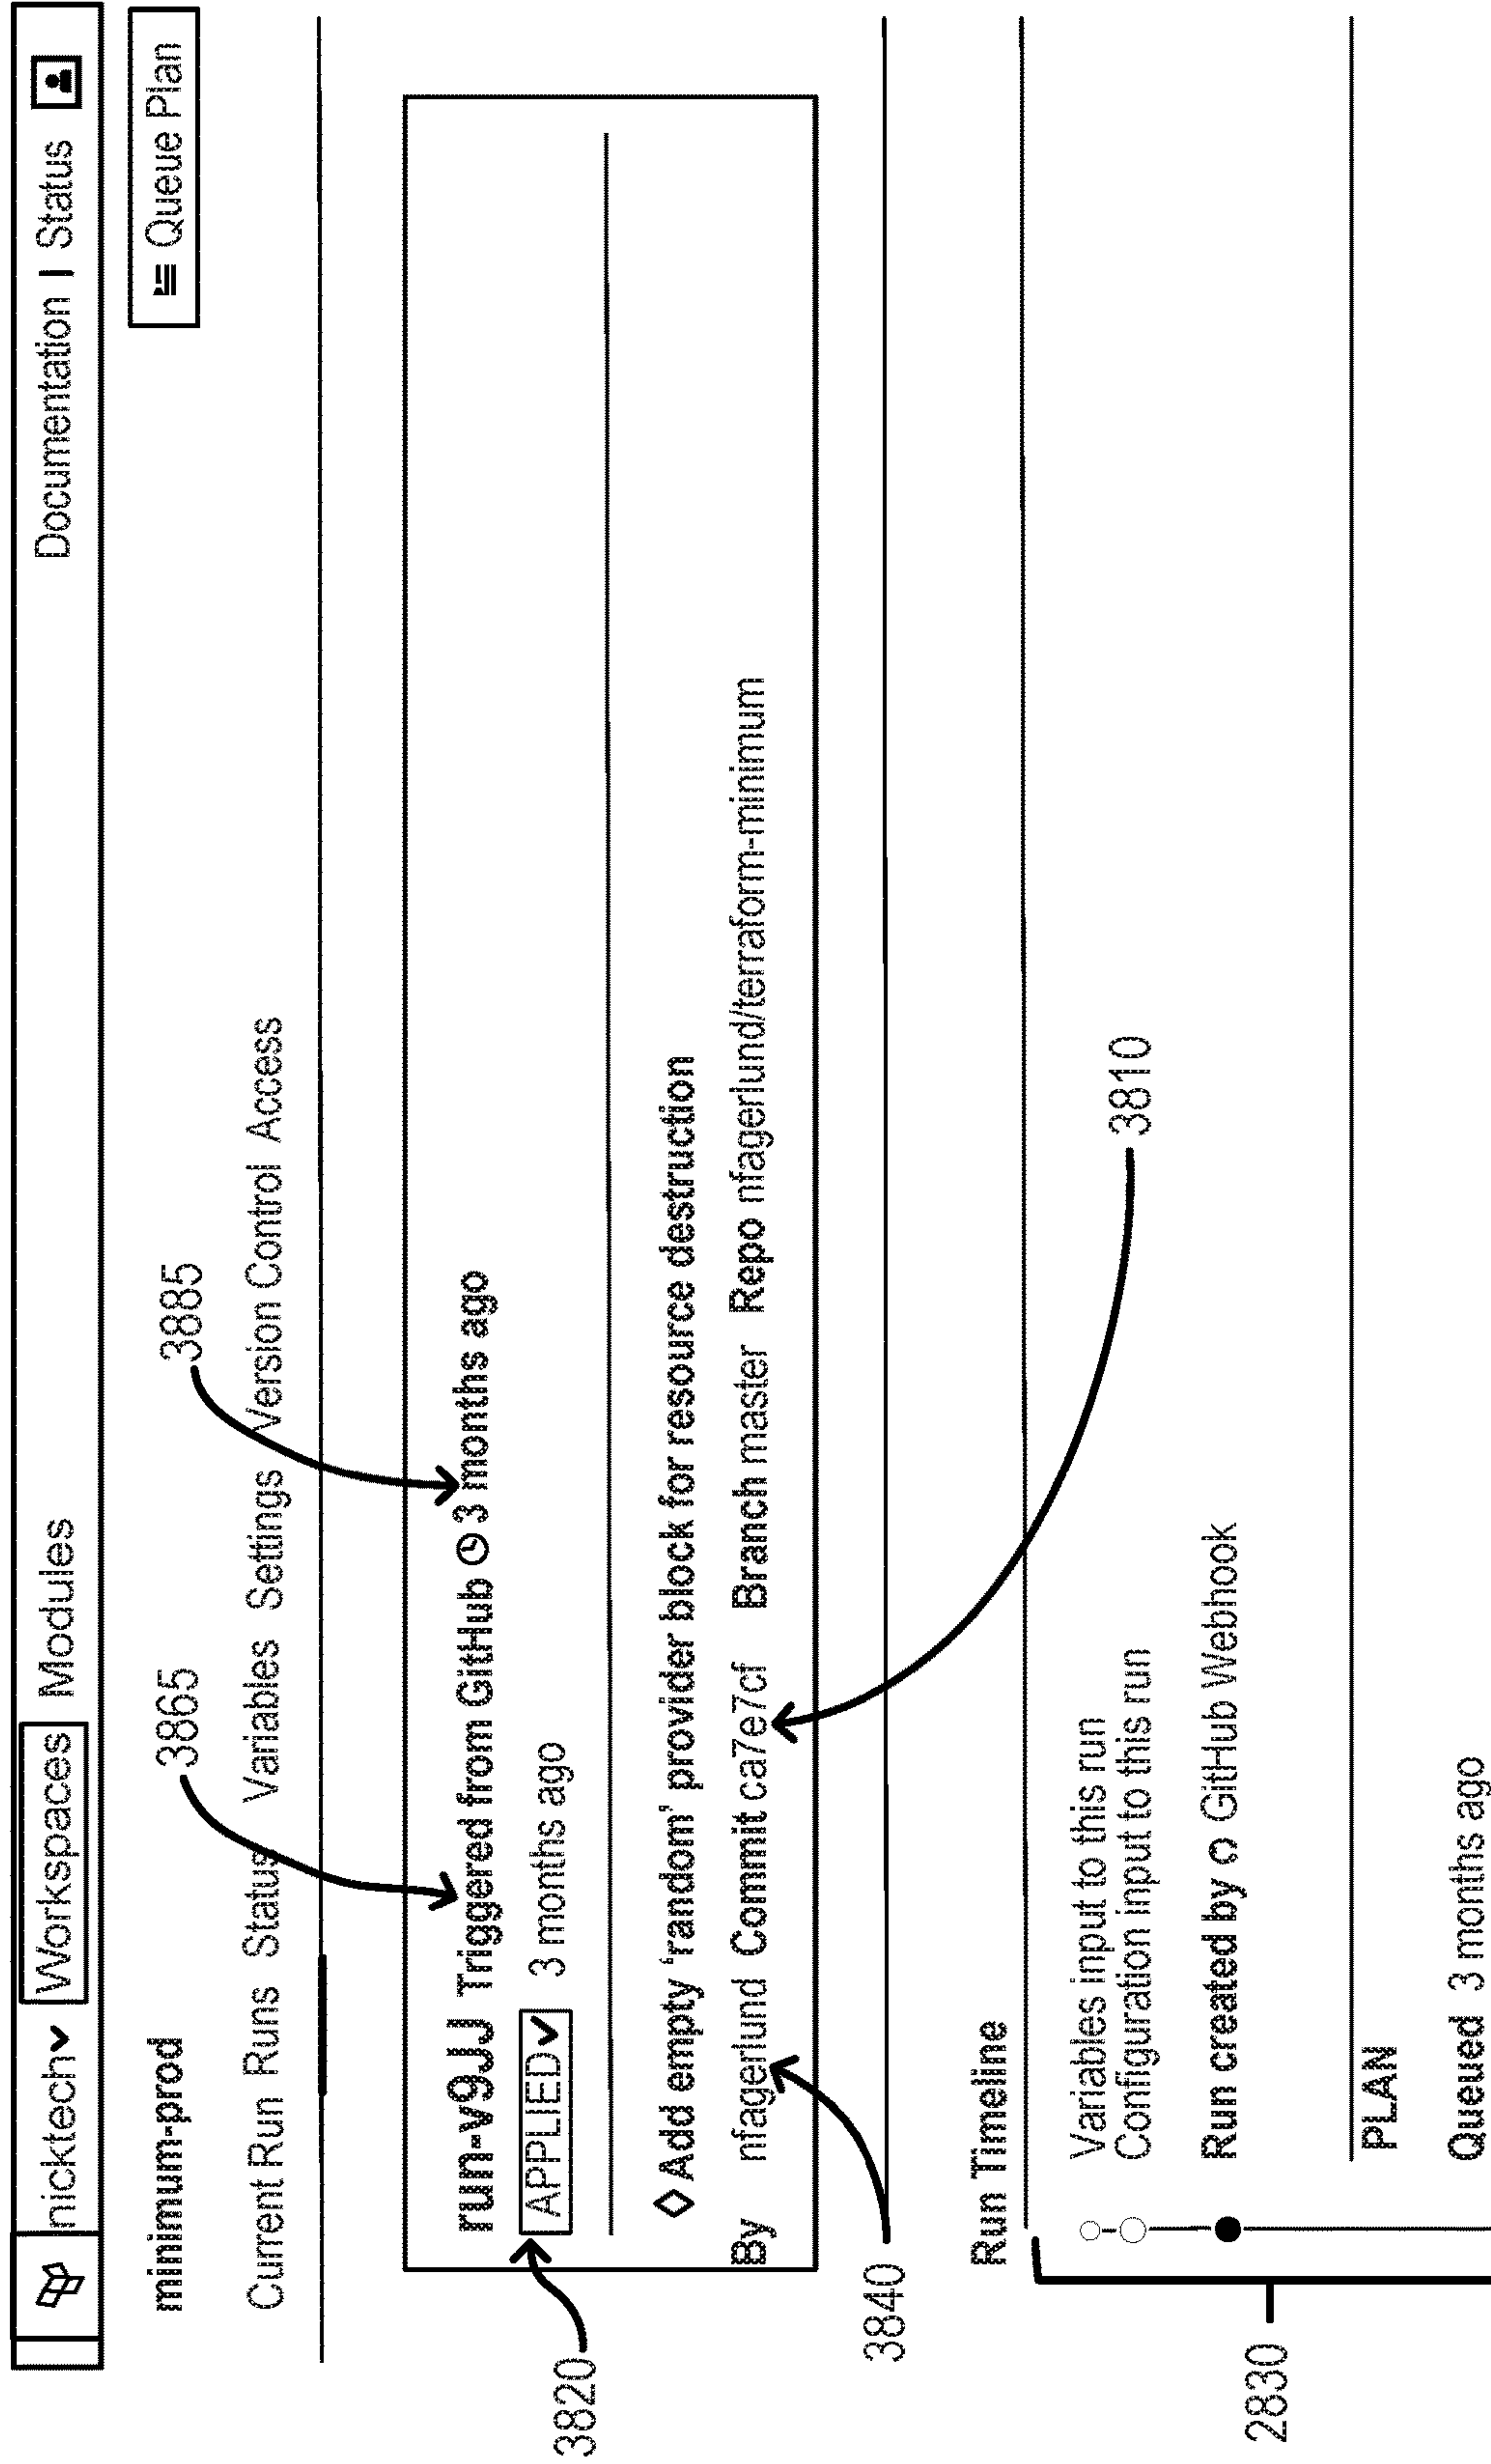 nicktech Workspaces Modules Documentation | Status
minimum-prod Queue Plan
3865 3885
Current Run Runs Status Variables Settings Version Control Access
run-v9JJ Triggered from GitHub 3 months ago
3820 APPLIED 3 months ago
Add empty 'random' provider block for resource destruction
By nfagerlund Commit ca7e7cf Branch master Repo nfagerlund/terraform-minimum
3840
Run Timeline
Variables input to this run
Configuration input to this run
3810
Run created by GitHub Webhook
2830
PLAN
Queued 3 months ago